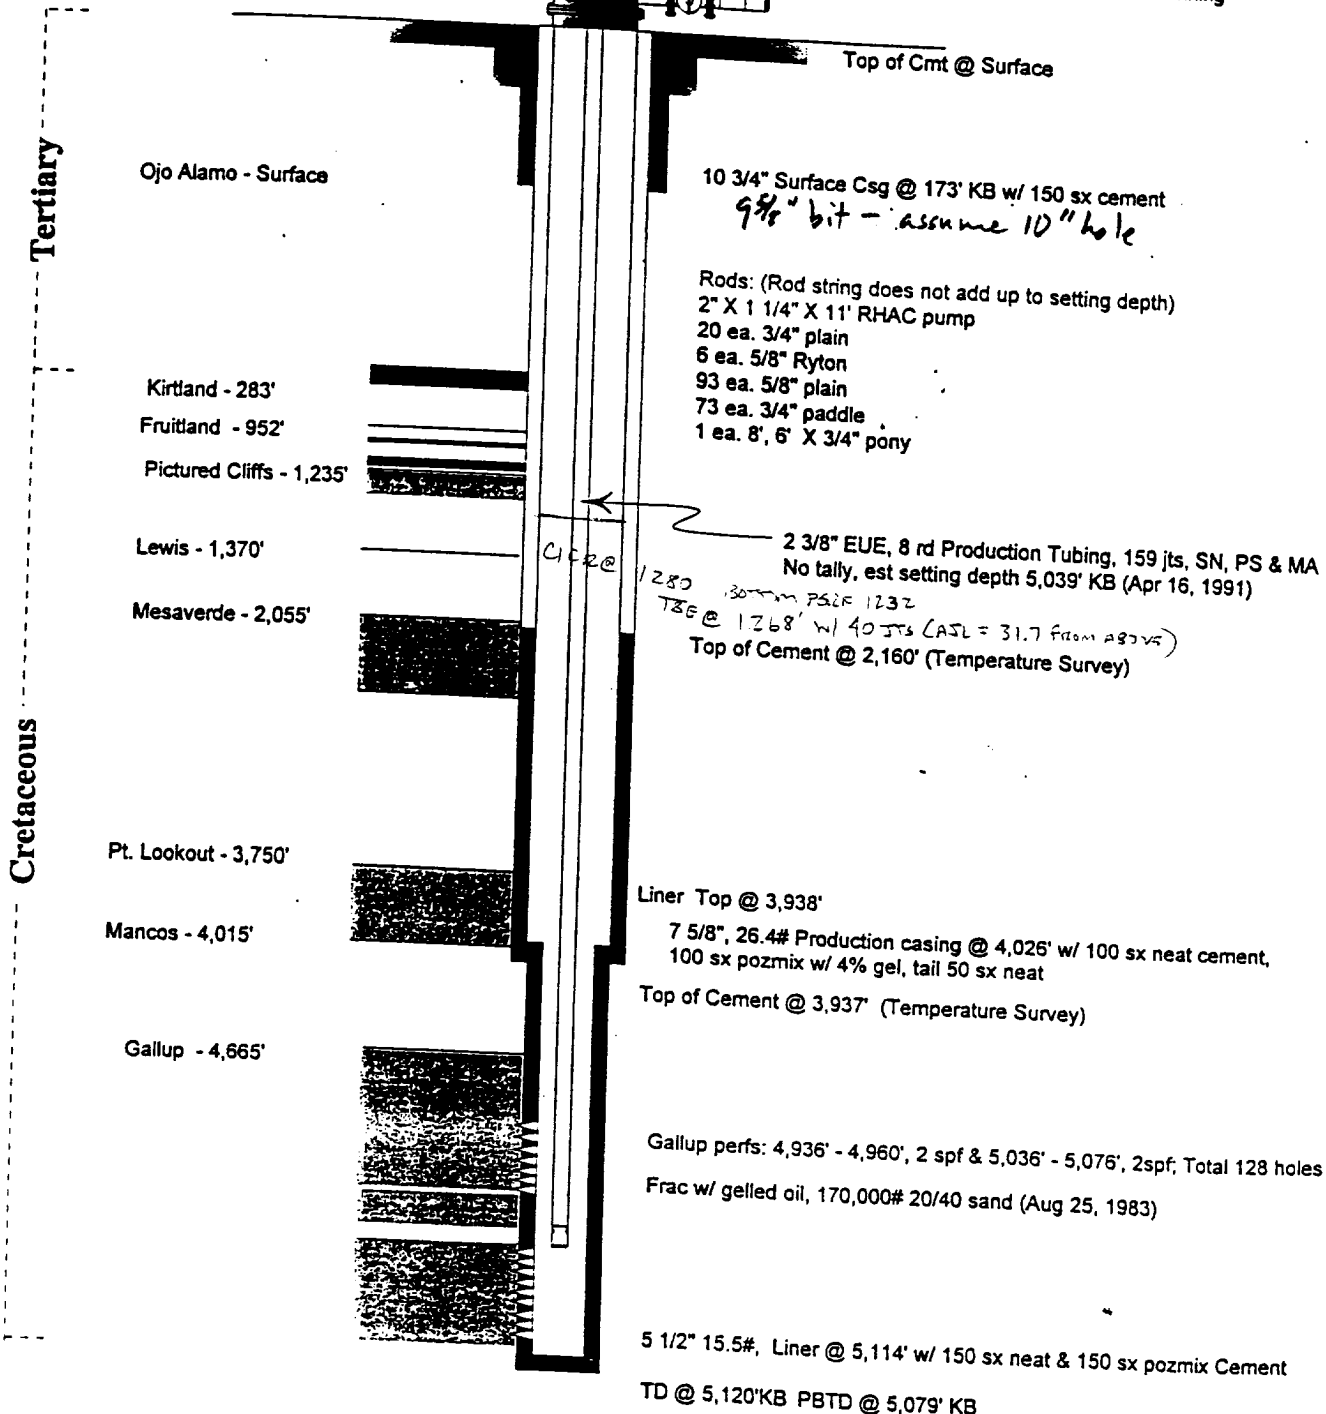 Top of Cmt @ Surface
Tertiary
Ojo Alamo - Surface
10 3/4" Surface Csg @ 173' KB w/ 150 sx cement
9 5/8" bit - assume 10" hole
Rods: (Rod string does not add up to setting depth)
2" X 1 1/4" X 11' RHAC pump
20 ea. 3/4" plain
6 ea. 5/8" Ryton
93 ea. 5/8" plain
73 ea. 3/4" paddle
1 ea. 8', 6' X 3/4" pony
Kirtland - 283'
Fruitland - 952'
Pictured Cliffs - 1,235'
Lewis - 1,370'
Mesaverde - 2,055'
2 3/8" EUE, 8 rd Production Tubing, 159 jts, SN, PS & MA
No tally, est setting depth 5,039' KB (Apr 16, 1991)
CICR @ 1280
1232
@ 1268' w/ 40 JTS (AJL = 31.7 From above)
Top of Cement @ 2,160' (Temperature Survey)
Cretaceous
Pt. Lookout - 3,750'
Mancos - 4,015'
Gallup - 4,665'
Liner Top @ 3,938'
7 5/8", 26.4# Production casing @ 4,026' w/ 100 sx neat cement,
100 sx pozmix w/ 4% gel, tail 50 sx neat
Top of Cement @ 3,937' (Temperature Survey)
Gallup perfs: 4,936' - 4,960', 2 spf & 5,036' - 5,076', 2spf; Total 128 holes
Frac w/ gelled oil, 170,000# 20/40 sand (Aug 25, 1983)
5 1/2" 15.5#, Liner @ 5,114' w/ 150 sx neat & 150 sx pozmix Cement
TD @ 5,120'KB PBTD @ 5,079' KB